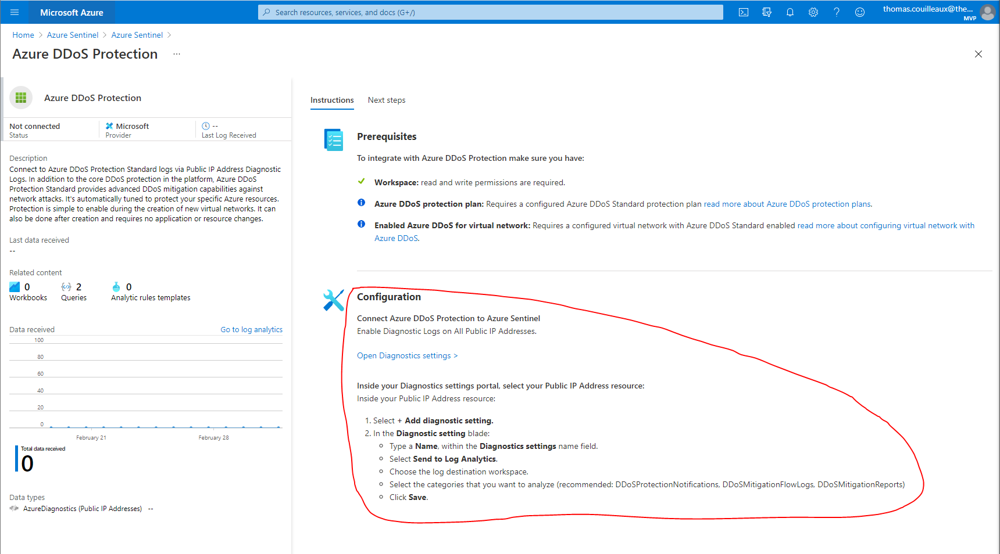 Microsoft Azure
Search resources, services, and docs (G+/)
thomas.couilleaux@the...
MVP
Home > Azure Sentinel > Azure Sentinel >
Azure DDoS Protection ...
Azure DDoS Protection
Not connected
Status
Microsoft
Provider
--
Last Log Received
Description
Connect to Azure DDoS Protection Standard logs via Public IP Address Diagnostic
Logs. In addition to the core DDoS protection in the platform, Azure DDoS
Protection Standard provides advanced DDoS mitigation capabilities against
network attacks. It's automatically tuned to protect your specific Azure resources.
Protection is simple to enable during the creation of new virtual networks. It can
also be done after creation and requires no application or resource changes.
Last data received
--
Related content
0
Workbooks
2
Queries
0
Analytic rules templates
Data received
Go to log analytics
100
80
60
40
20
0
February 21
February 28
Total data received
0
Data types
AzureDiagnostics (Public IP Addresses) --
Instructions
Next steps
Prerequisites
To integrate with Azure DDoS Protection make sure you have:
Workspace: read and write permissions are required.
Azure DDoS protection plan: Requires a configured Azure DDoS Standard protection plan read more about Azure DDoS protection plans.
Enabled Azure DDoS for virtual network: Requires a configured virtual network with Azure DDoS Standard enabled read more about configuring virtual network with
Azure DDoS.
Configuration
Connect Azure DDoS Protection to Azure Sentinel
Enable Diagnostic Logs on All Public IP Addresses.
Open Diagnostics settings >
Inside your Diagnostics settings portal, select your Public IP Address resource:
Inside your Public IP Address resource:
1. Select + Add diagnostic setting.
2. In the Diagnostic setting blade:
Type a Name, within the Diagnostics settings name field.
Select Send to Log Analytics.
Choose the log destination workspace.
Select the categories that you want to analyze (recommended: DDoSProtectionNotifications, DDoSMitigationFlowLogs, DDoSMitigationReports)
Click Save.